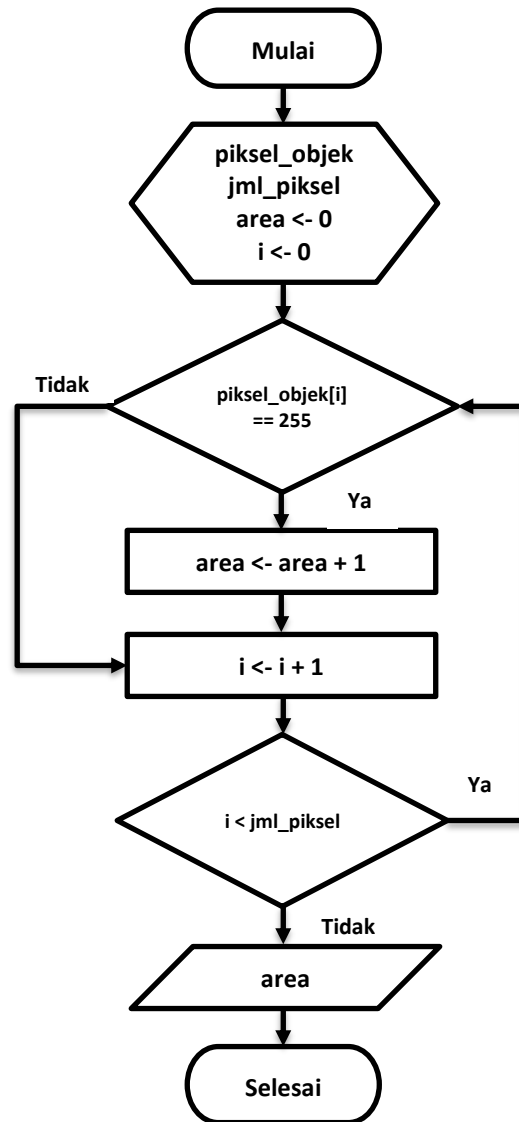 Mulai
piksel_objek
jml_piksel
area <- 0
i <- 0
Tidak
piksel_objek[i]
== 255
Ya
area <- area + 1
i <- i + 1
i < jml_piksel
Ya
Tidak
area
Selesai